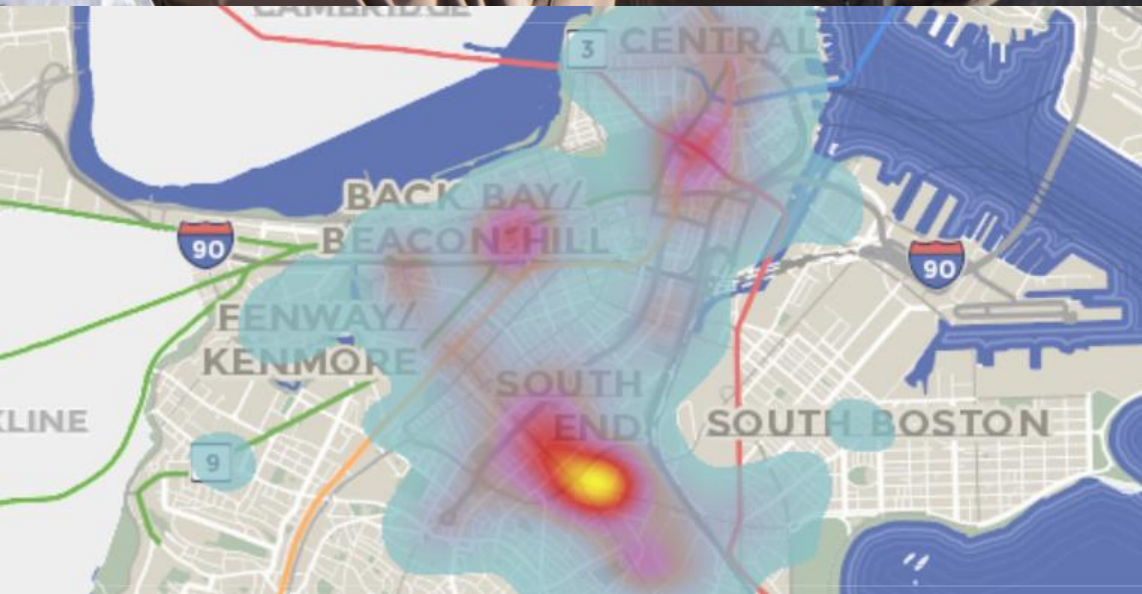 CAMBRIDGE
3
CENTRAL
BACK BAY/
BEACON HILL
90
90
FENWAY/
KENMORE
SOUTH
END
SOUTH BOSTON
KLINE
9